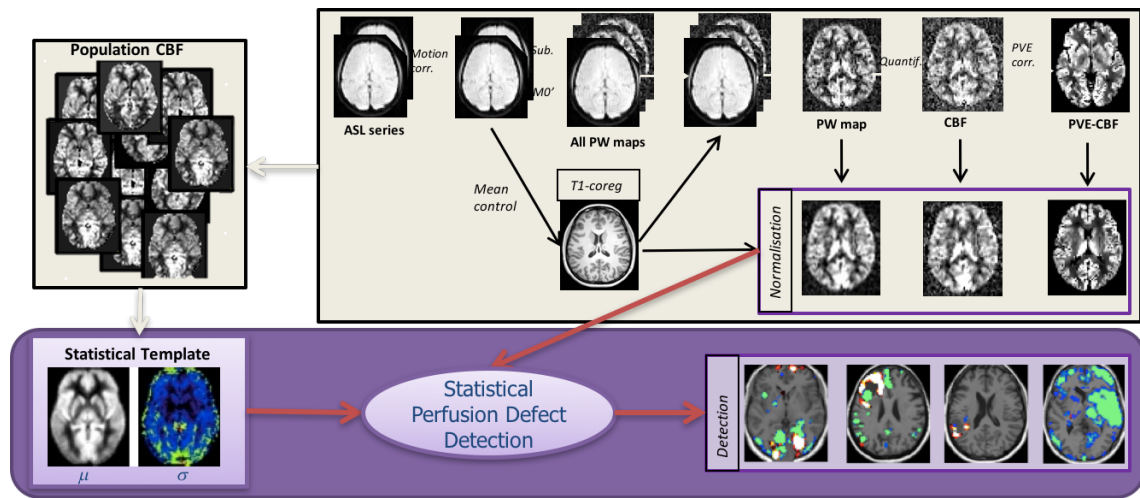 Population CBF
Motion
corr.
Sub.
M0'
Quantif.
PVE
corr.
ASL series
All PW maps
PW map
CBF
PVE-CBF
Mean
control
T1-coreg
Normalisation
Statistical Template
μ
σ
Statistical
Perfusion Defect
Detection
Detection